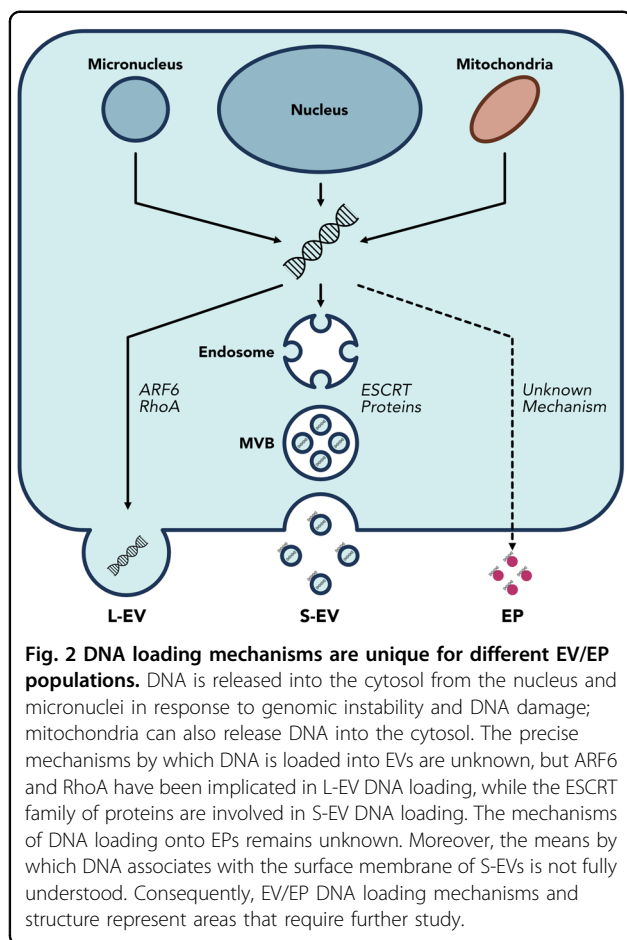 Micronucleus
Nucleus
Mitochondria
Endosome
ARF6
RhoA
ESCRT
Proteins
Unknown
Mechanism
MVB
L-EV
S-EV
EP
Fig. 2 DNA loading mechanisms are unique for different EV/EP
populations. DNA is released into the cytosol from the nucleus and
micronuclei in response to genomic instability and DNA damage;
mitochondria can also release DNA into the cytosol. The precise
mechanisms by which DNA is loaded into EVs are unknown, but ARF6
and RhoA have been implicated in L-EV DNA loading, while the ESCRT
family of proteins are involved in S-EV DNA loading. The mechanisms
of DNA loading onto EPs remains unknown. Moreover, the means by
which DNA associates with the surface membrane of S-EVs is not fully
understood. Consequently, EV/EP DNA loading mechanisms and
structure represent areas that require further study.